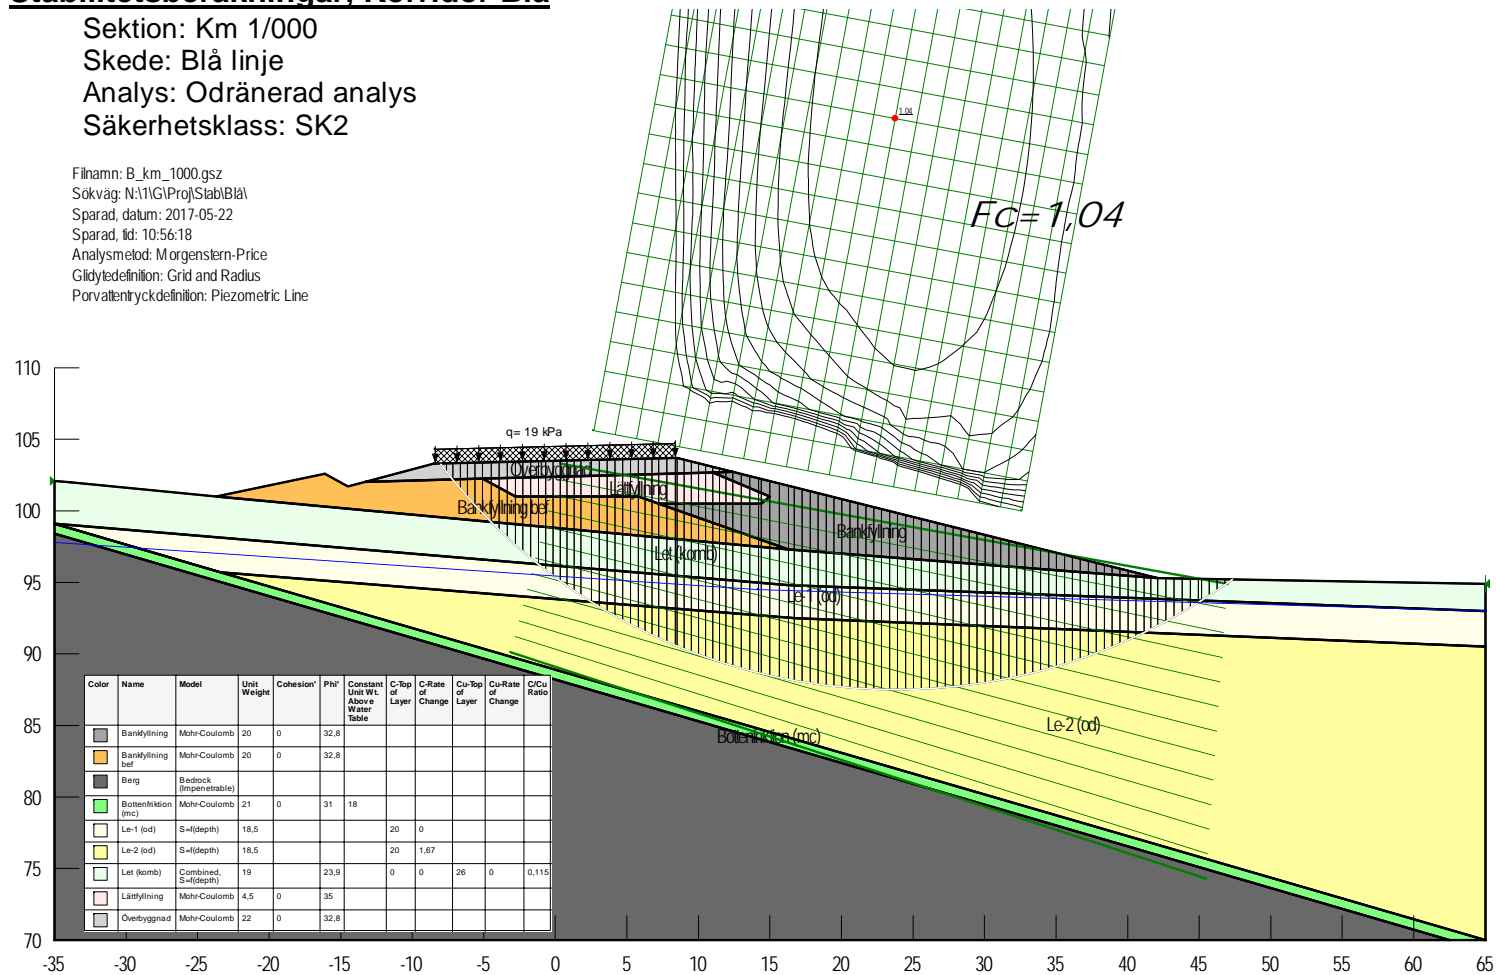 Stabilitetsberäkningar, Korridor Blå
Sektion: Km 1/000
Skede: Blå linje
Analys: Odränerad analys
Säkerhetsklass: SK2
Filnamn: B_km_1000.gsz
Sökväg: N:\1\G\Proj\Stab\Blå\
Sparad, datum: 2017-05-22
Sparad, tid: 10:56:18
Analysmetod: Morgenstern-Price
Glidytedefinition: Grid and Radius
Porvattentryckdefinition: Piezometric Line
1.04
Fc=1,04
q= 19 kPa
Överbyggnad
Lättfyllning
Bankfyllning bef
Bankfyllning
Let (komb)
Le-1 (od)
Le-2 (od)
Bottenfriktion (mc)
110
105
100
95
90
85
80
75
70
Color Name Model Unit Weight Cohesion' Phi' Constant Unit Wt. Above Water Table C-Top of Layer C-Rate of Change Cu-Top of Layer Cu-Rate of Change C/Cu Ratio
Bankfyllning Mohr-Coulomb 20 0 32,8
Bankfyllning bef Mohr-Coulomb 20 0 32,8
Berg Bedrock (Impenetrable)
Bottenfriktion (mc) Mohr-Coulomb 21 0 31 18
Le-1 (od) S=f(depth) 18,5 20 0
Le-2 (od) S=f(depth) 18,5 20 1,67
Let (komb) Combined, S=f(depth) 19 23,9 0 0 26 0 0,115
Lättfyllning Mohr-Coulomb 4,5 0 35
Överbyggnad Mohr-Coulomb 22 0 32,8
-35 -30 -25 -20 -15 -10 -5 0 5 10 15 20 25 30 35 40 45 50 55 60 65